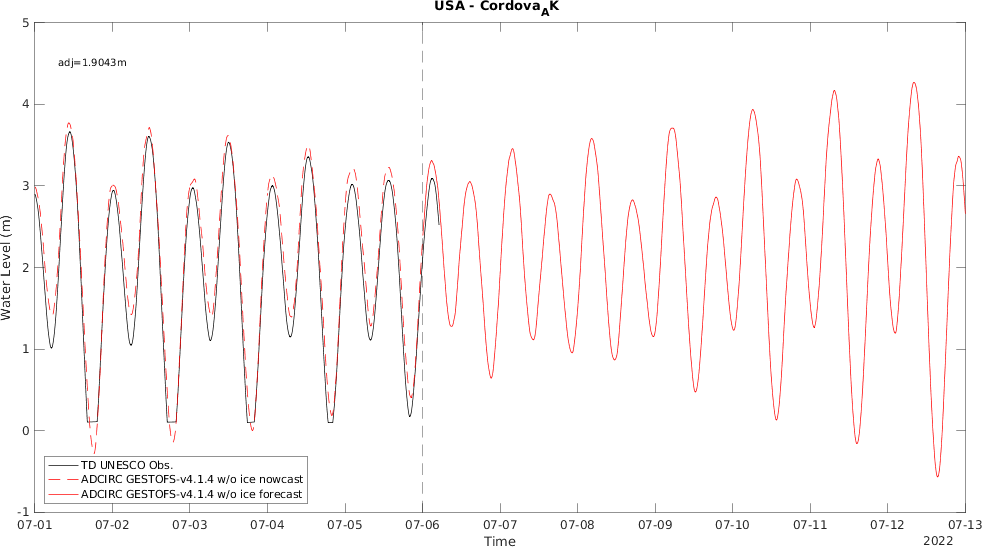 USA - Cordova_AK
5
adj=1.9043m
4
3
2
1
0
-1
Water Level (m)
TD UNESCO Obs.
ADCIRC GESTOFS-v4.1.4 w/o ice nowcast
ADCIRC GESTOFS-v4.1.4 w/o ice forecast
07-01 07-02 07-03 07-04 07-05 07-06 07-07 07-08 07-09 07-10 07-11 07-12 07-13
Time
2022